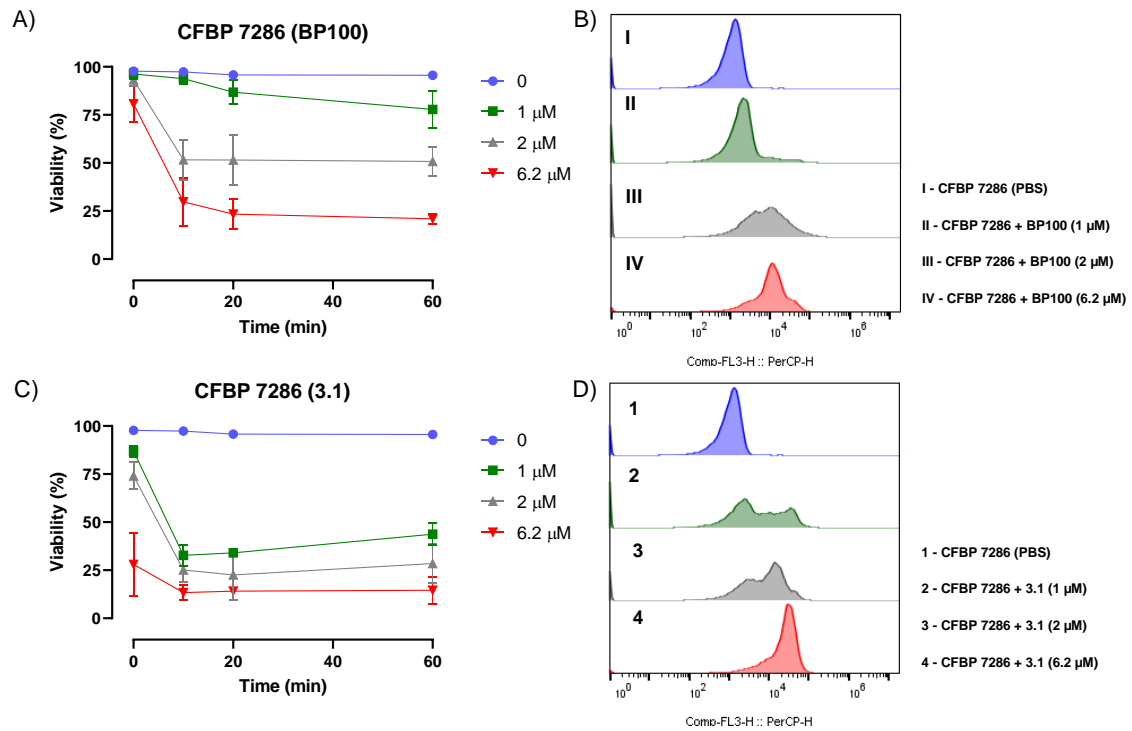 A)
CFBP 7286 (BP100)
Viability (%)
100
75
50
25
0
0 20 40 60
Time (min)
0
1 μM
2 μM
6.2 μM
B)
I
II
III
IV
10^0 10^2 10^4 10^6
Comp-FL3-H :: PerCP-H
I - CFBP 7286 (PBS)
II - CFBP 7286 + BP100 (1 μM)
III - CFBP 7286 + BP100 (2 μM)
IV - CFBP 7286 + BP100 (6.2 μM)
C)
CFBP 7286 (3.1)
Viability (%)
100
75
50
25
0
0 20 40 60
Time (min)
0
1 μM
2 μM
6.2 μM
D)
1
2
3
4
10^0 10^2 10^4 10^6
Comp-FL3-H :: PerCP-H
1 - CFBP 7286 (PBS)
2 - CFBP 7286 + 3.1 (1 μM)
3 - CFBP 7286 + 3.1 (2 μM)
4 - CFBP 7286 + 3.1 (6.2 μM)